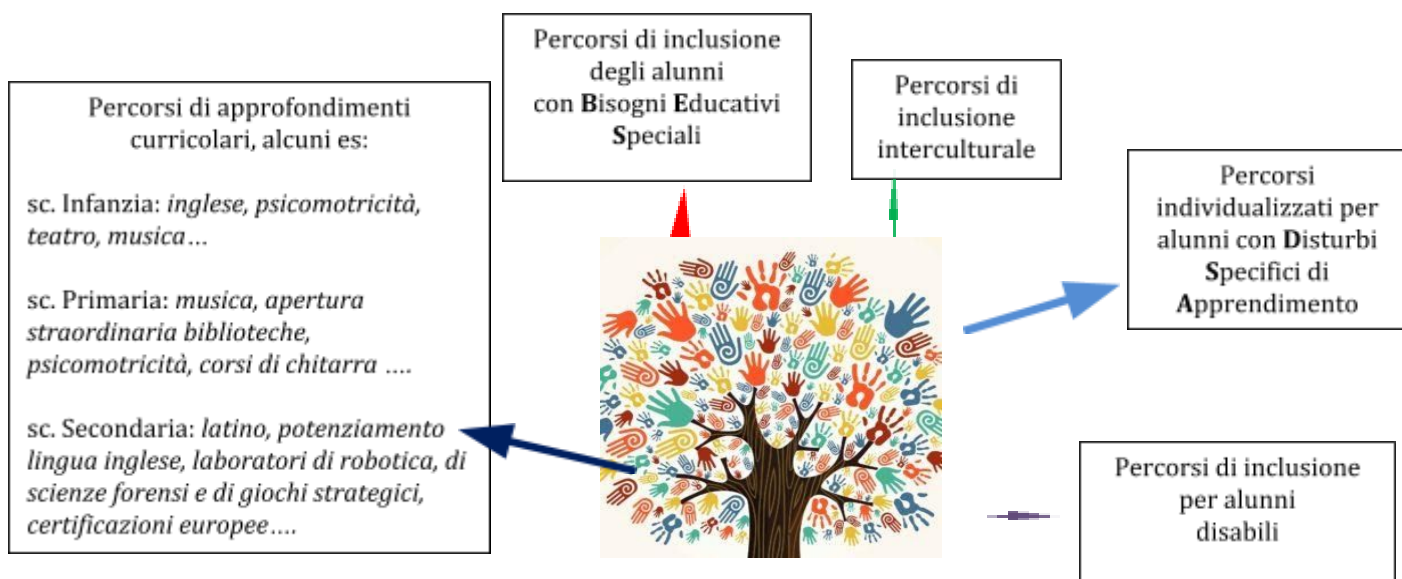 Percorsi di inclusione
degli alunni
con Bisogni Educativi
Speciali
Percorsi di
inclusione
interculturale
Percorsi di approfondimenti
curricolari, alcuni es:
sc. Infanzia: inglese, psicomotricità,
teatro, musica...
sc. Primaria: musica, apertura
straordinaria biblioteche,
psicomotricità, corsi di chitarra ....
sc. Secondaria: latino, potenziamento
lingua inglese, laboratori di robotica, di
scienze forensi e di giochi strategici,
certificazioni europee....
Percorsi
individualizzati per
alunni con Disturbi
Specifici di
Apprendimento
Percorsi di inclusione
per alunni
disabili